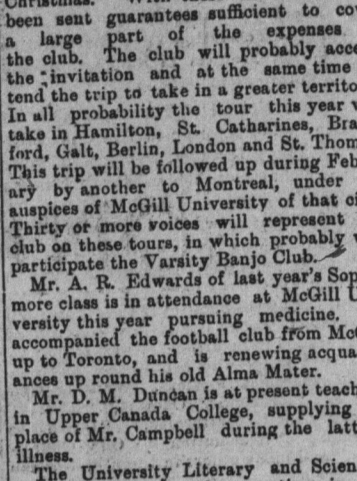 been sent guarantees sufficient to co
a large part of the expenses
the club. The club will probably acc
the invitation and at the same time
tend the trip to take in a greater territo
In all probability the tour this year
take in Hamilton, St. Catharines, Bra
ford, Galt, Berlin, London and St. Thom
This trip will be followed up during Feb
ary by another to Montreal, under
auspices of McGill University of that ci
Thirty or more voices will represent
club on these tours, in which probably
participate the Varsity Banjo Club.
Mr. A. R. Edwards of last year's Sop
more class is in attendance at McGill U
versity this year pursuing medicine.
accompanied the football club from McG
up to Toronto, and is renewing acqua
ances up round his old Alma Mater.
Mr. D. M. Duncan is at present teach
in Upper Canada College, supplying
place of Mr. Campbell during the latt
illness.
The University Literary and Scien